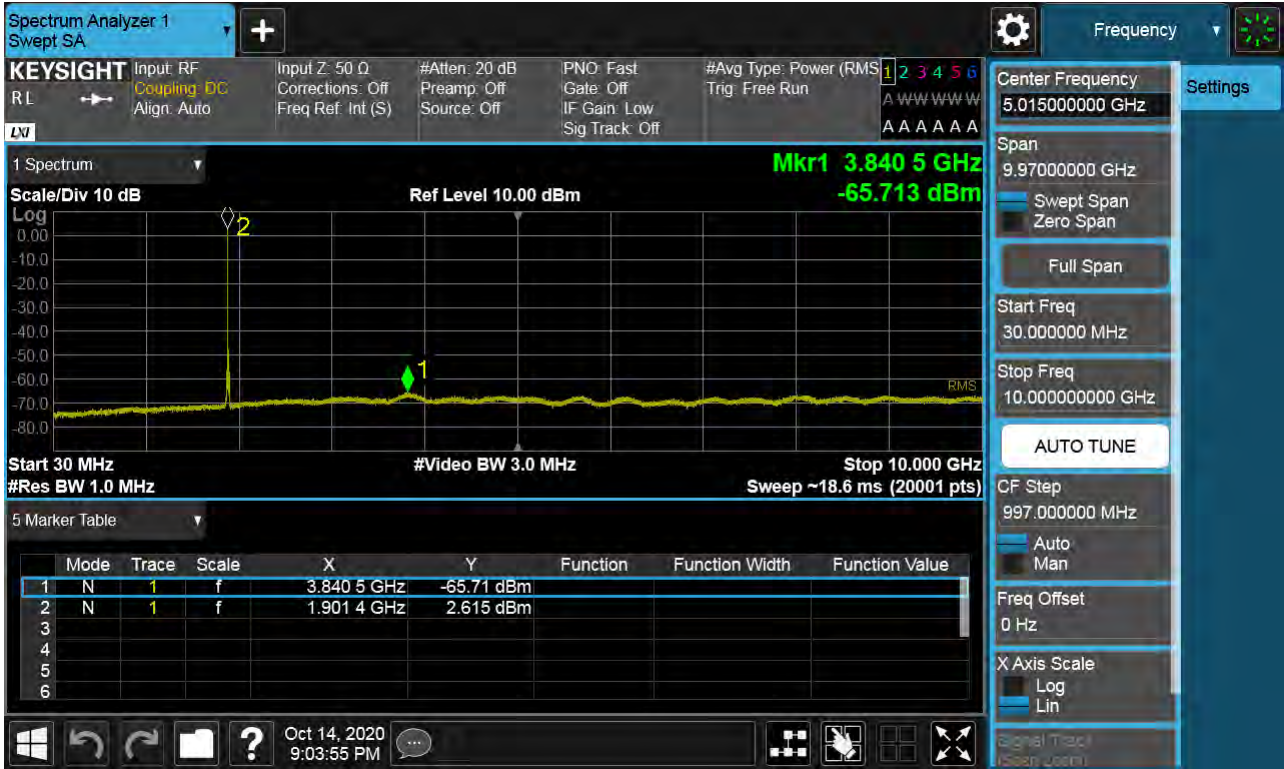 Spectrum Analyzer 1
Swept SA
+
Frequency
KEYSIGHT
R L
LXI
Input: RF
Coupling: DC
Align: Auto
Input Z: 50 Ω
Corrections: Off
Freq Ref: Int (S)
#Atten: 20 dB
Preamp: Off
Source: Off
PNO: Fast
Gate: Off
IF Gain: Low
Sig Track: Off
#Avg Type: Power (RMS
Trig: Free Run
1 2 3 4 5 6
A W W W W W
A A A A A A
Center Frequency
5.015000000 GHz
Settings
Span
9.97000000 GHz
Swept Span
Zero Span
Full Span
Start Freq
30.000000 MHz
Stop Freq
10.000000000 GHz
AUTO TUNE
CF Step
997.000000 MHz
Auto
Man
Freq Offset
0 Hz
X Axis Scale
Log
Lin
Signal Track
(Span Zoom)
1 Spectrum
Mkr1 3.840 5 GHz
-65.713 dBm
Scale/Div 10 dB
Ref Level 10.00 dBm
Log
0.00
-10.0
-20.0
-30.0
-40.0
-50.0
-60.0
-70.0
-80.0
2
1
RMS
Start 30 MHz
#Video BW 3.0 MHz
Stop 10.000 GHz
#Res BW 1.0 MHz
Sweep ~18.6 ms (20001 pts)
5 Marker Table
Mode Trace Scale X Y Function Function Width Function Value
1 N 1 f 3.840 5 GHz -65.71 dBm
2 N 1 f 1.901 4 GHz 2.615 dBm
3
4
5
6
?
Oct 14, 2020
9:03:55 PM